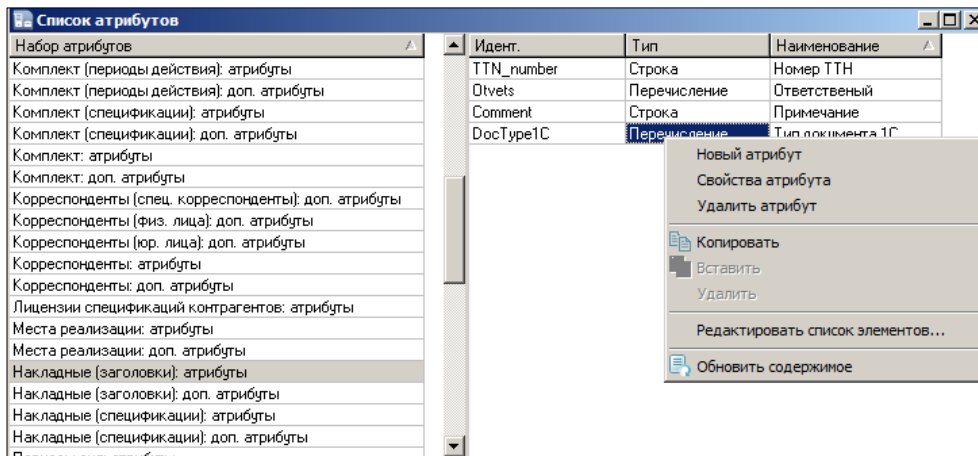 Список атрибутов
Набор атрибутов
Комплект (периоды действия): атрибуты
Комплект (периоды действия): доп. атрибуты
Комплект (спецификации): атрибуты
Комплект (спецификации): доп. атрибуты
Комплект: атрибуты
Комплект: доп. атрибуты
Корреспонденты (спец. корреспонденты): доп. атрибуты
Корреспонденты (физ. лица): доп. атрибуты
Корреспонденты (юр. лица): доп. атрибуты
Корреспонденты: атрибуты
Корреспонденты: доп. атрибуты
Лицензии спецификаций контрагентов: атрибуты
Места реализации: атрибуты
Места реализации: доп. атрибуты
Накладные (заголовки): атрибуты
Накладные (заголовки): доп. атрибуты
Накладные (спецификации): атрибуты
Накладные (спецификации): доп. атрибуты
Идент. Тип Наименование
TTN_number Строка Номер ТТН
Otvets Перечисление Ответственый
Comment Строка Примечание
DocType1C Перечисление Тип документа 1С
Новый атрибут
Свойства атрибута
Удалить атрибут
Копировать
Вставить
Удалить
Редактировать список элементов...
Обновить содержимое